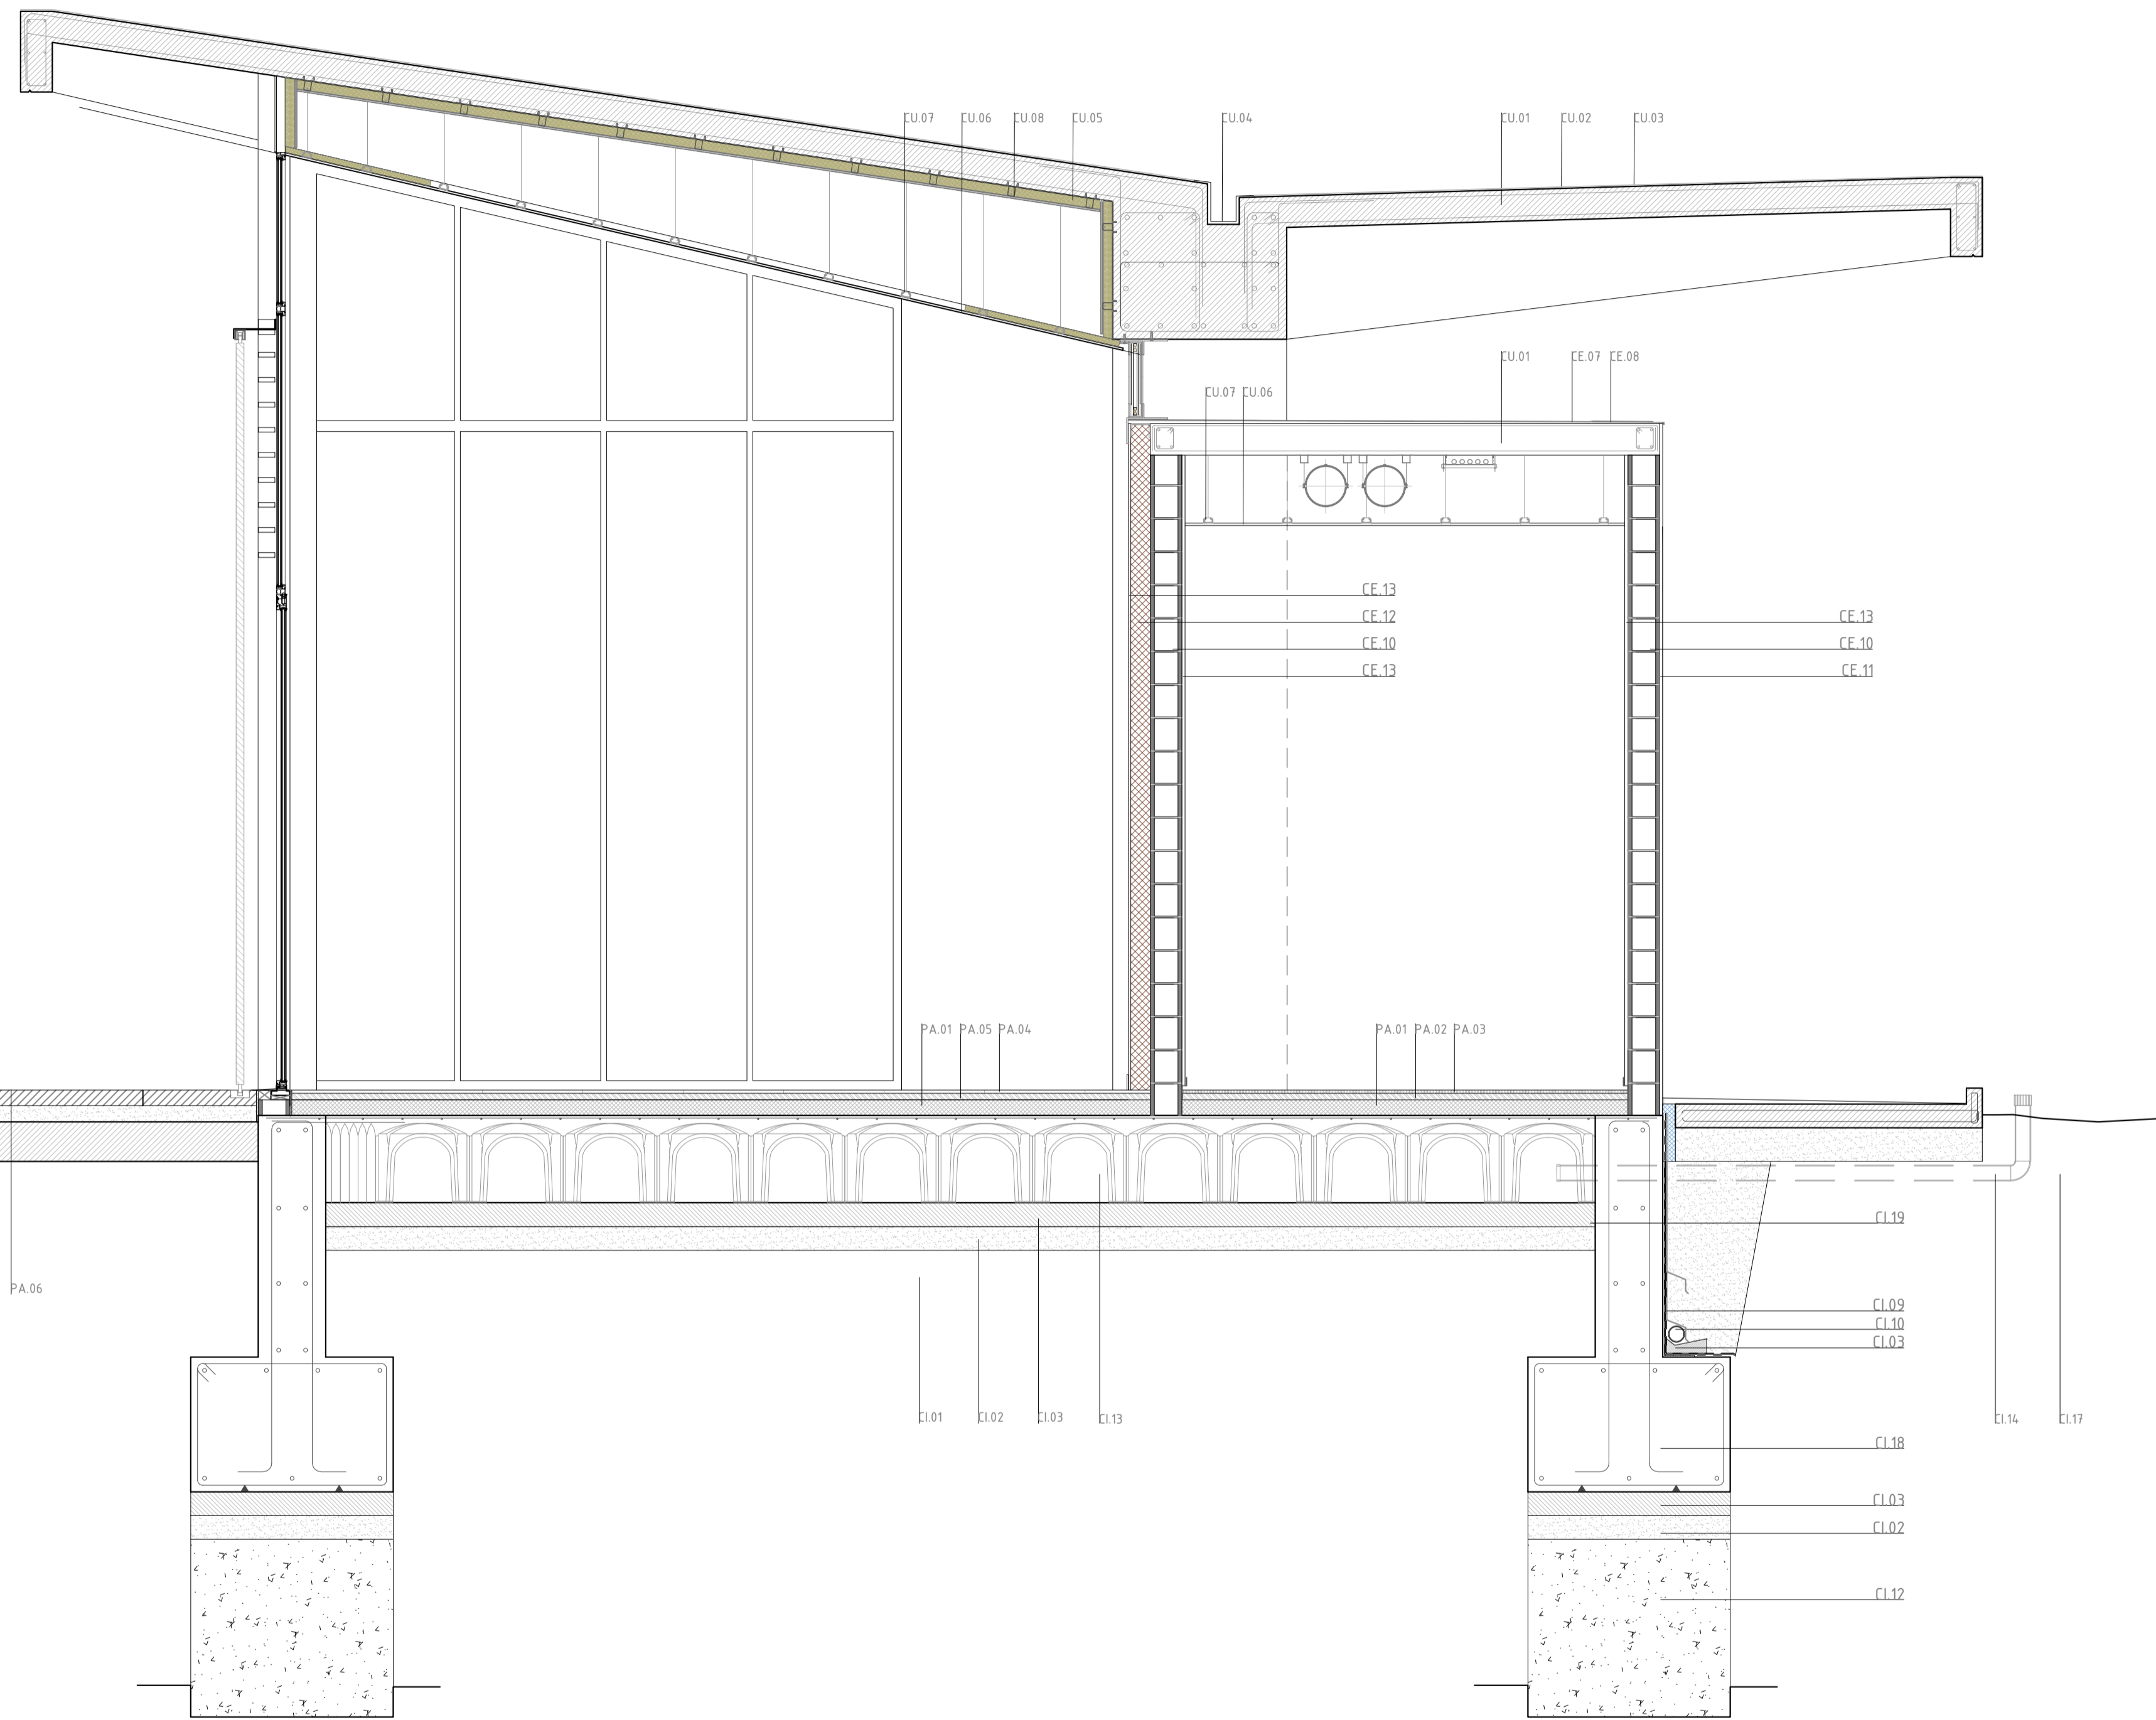 CU.07 CU.06 CU.08 CU.05 CU.04 CU.01 CU.02 CU.03
CU.01 CE.07 CE.08
CU.07 CU.06
CE.13
CE.12 CE.13
CE.10 CE.10
CE.13 CE.11
PA.01 PA.05 PA.04 PA.01 PA.02 PA.03
CI.19
PA.06
CI.09
CI.10
CI.03
CI.01 CI.02 CI.03 CI.13 CI.14 CI.17
CI.18
CI.03
CI.02
CI.12